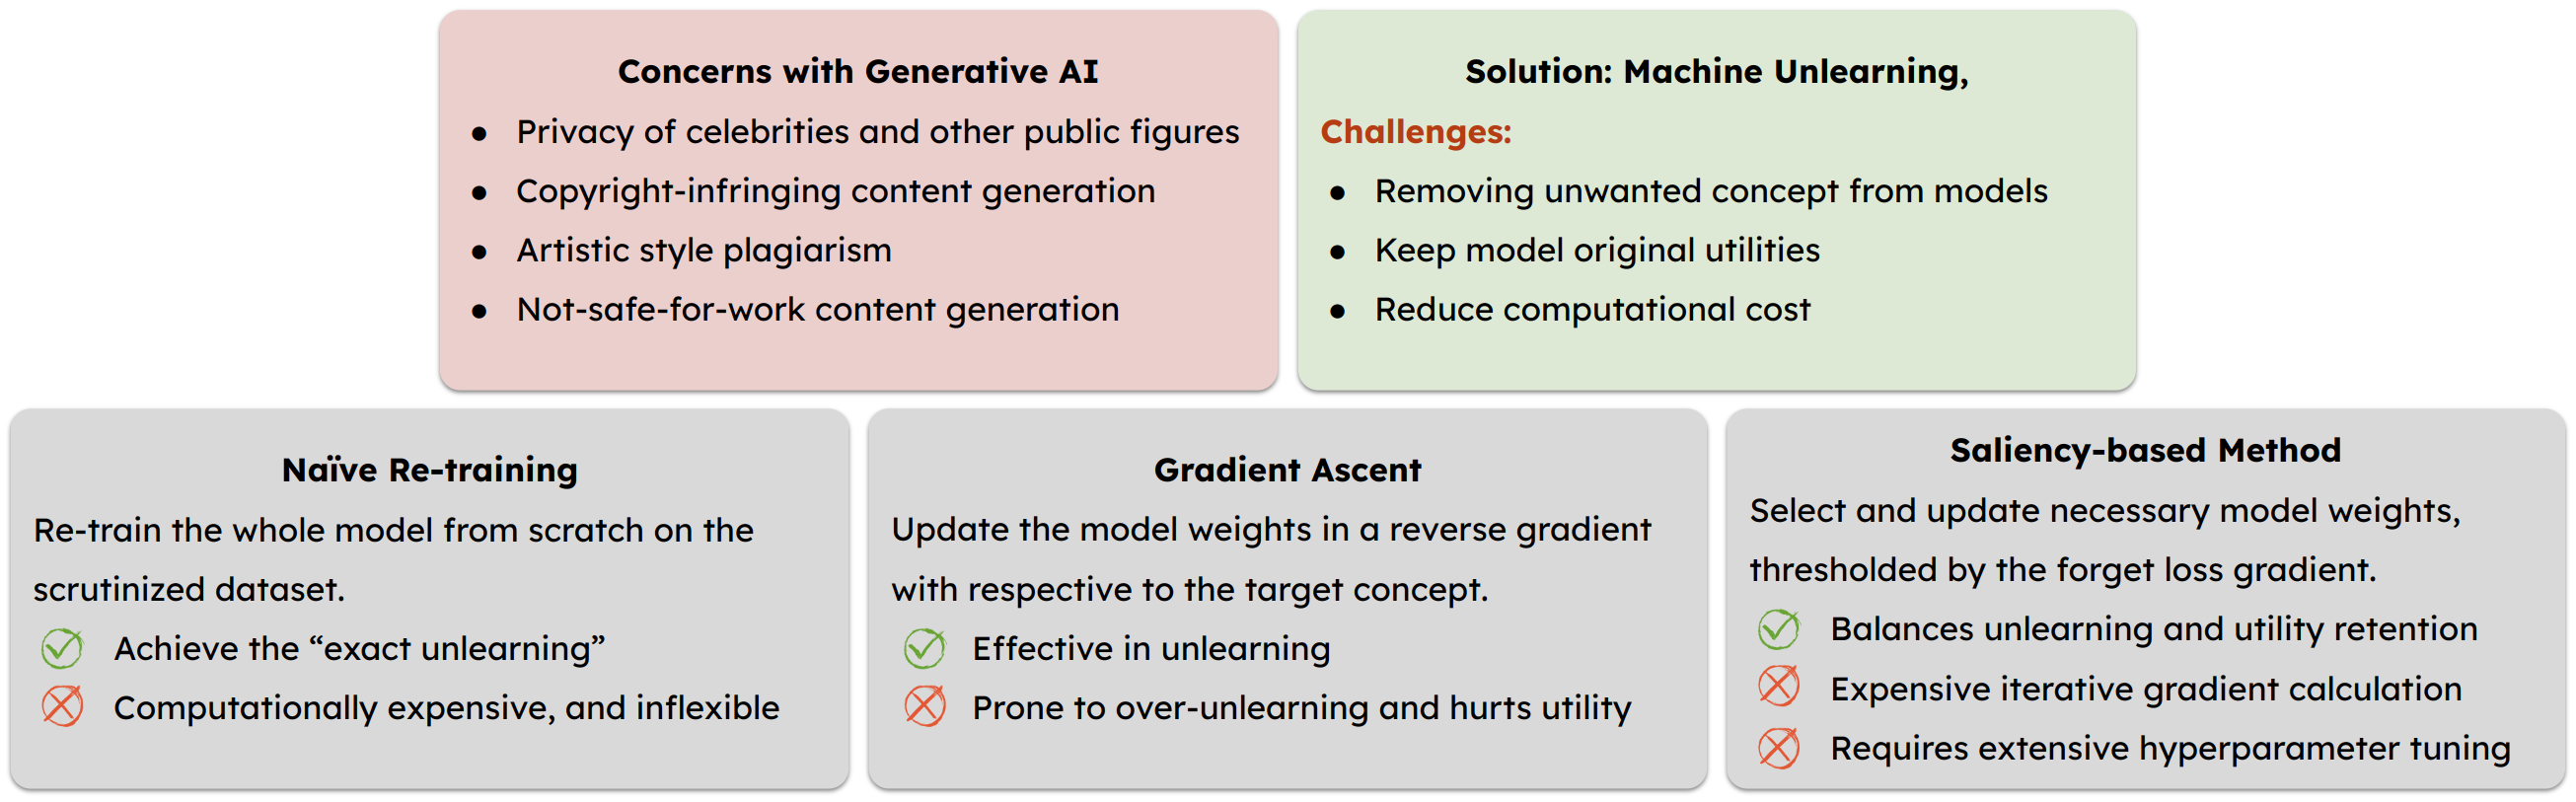 Concerns with Generative AI
● Privacy of celebrities and other public figures
● Copyright-infringing content generation
● Artistic style plagiarism
● Not-safe-for-work content generation
Solution: Machine Unlearning,
Challenges:
● Removing unwanted concept from models
● Keep model original utilities
● Reduce computational cost
Naïve Re-training
Re-train the whole model from scratch on the
scrutinized dataset.
Achieve the “exact unlearning”
Computationally expensive, and inflexible
Gradient Ascent
Update the model weights in a reverse gradient
with respective to the target concept.
Effective in unlearning
Prone to over-unlearning and hurts utility
Saliency-based Method
Select and update necessary model weights,
thresholded by the forget loss gradient.
Balances unlearning and utility retention
Expensive iterative gradient calculation
Requires extensive hyperparameter tuning